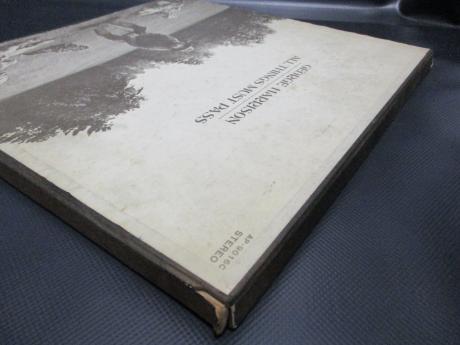 GEORGE HARRISON
ALL THINGS MUST PASS
AP-9016C
STEREO